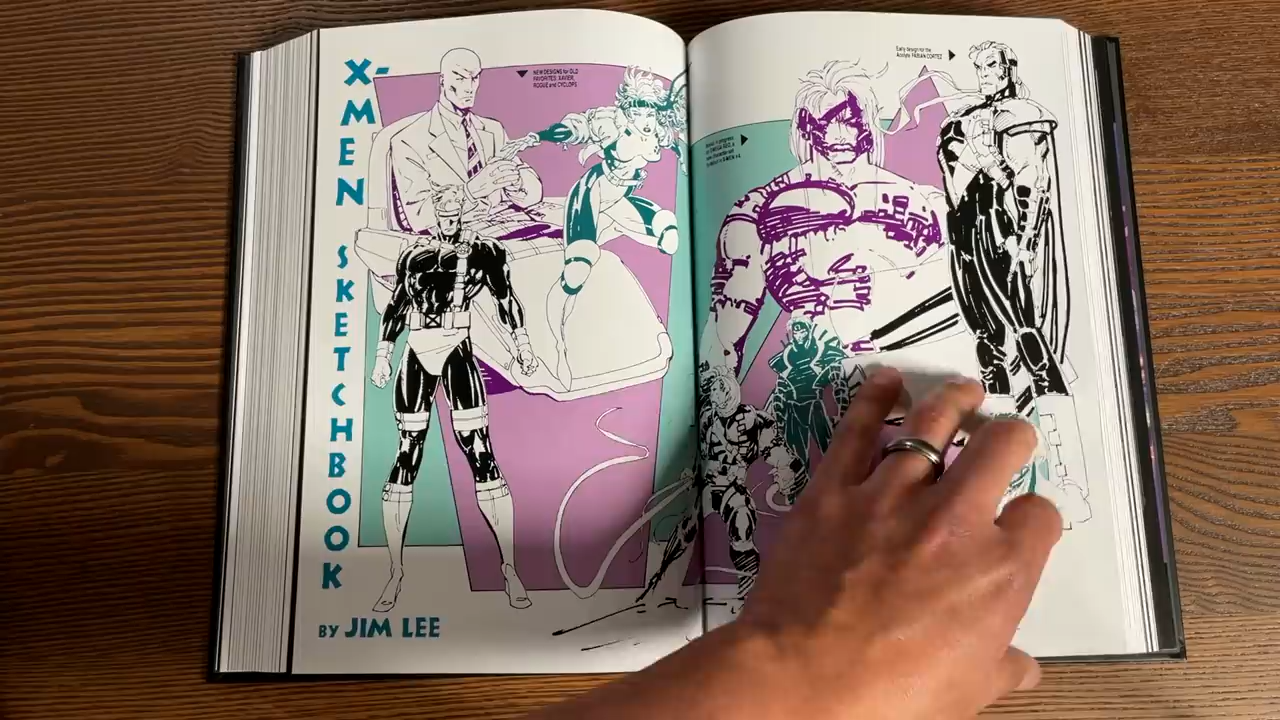 X-MEN SKETCHBOOK
BY JIM LEE
NEW DESIGNS for OLD
FAVORITES: XAVIER,
ROGUE and CYCLOPS
Early design for the
Acolyte FABIAN CORTEZ